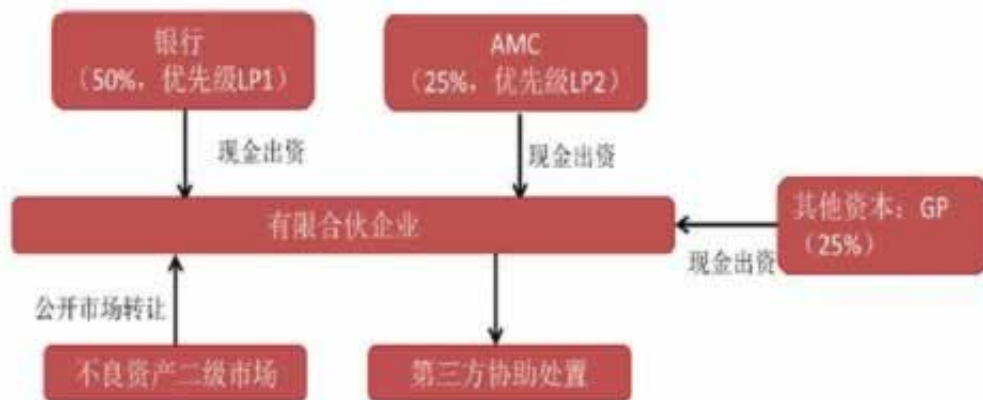 银行
（50%，优先级LP1）
AMC
（25%，优先级LP2）
现金出资
现金出资
有限合伙企业
其他资本：GP
（25%）
现金出资
公开市场转让
不良资产二级市场
第三方协助处置